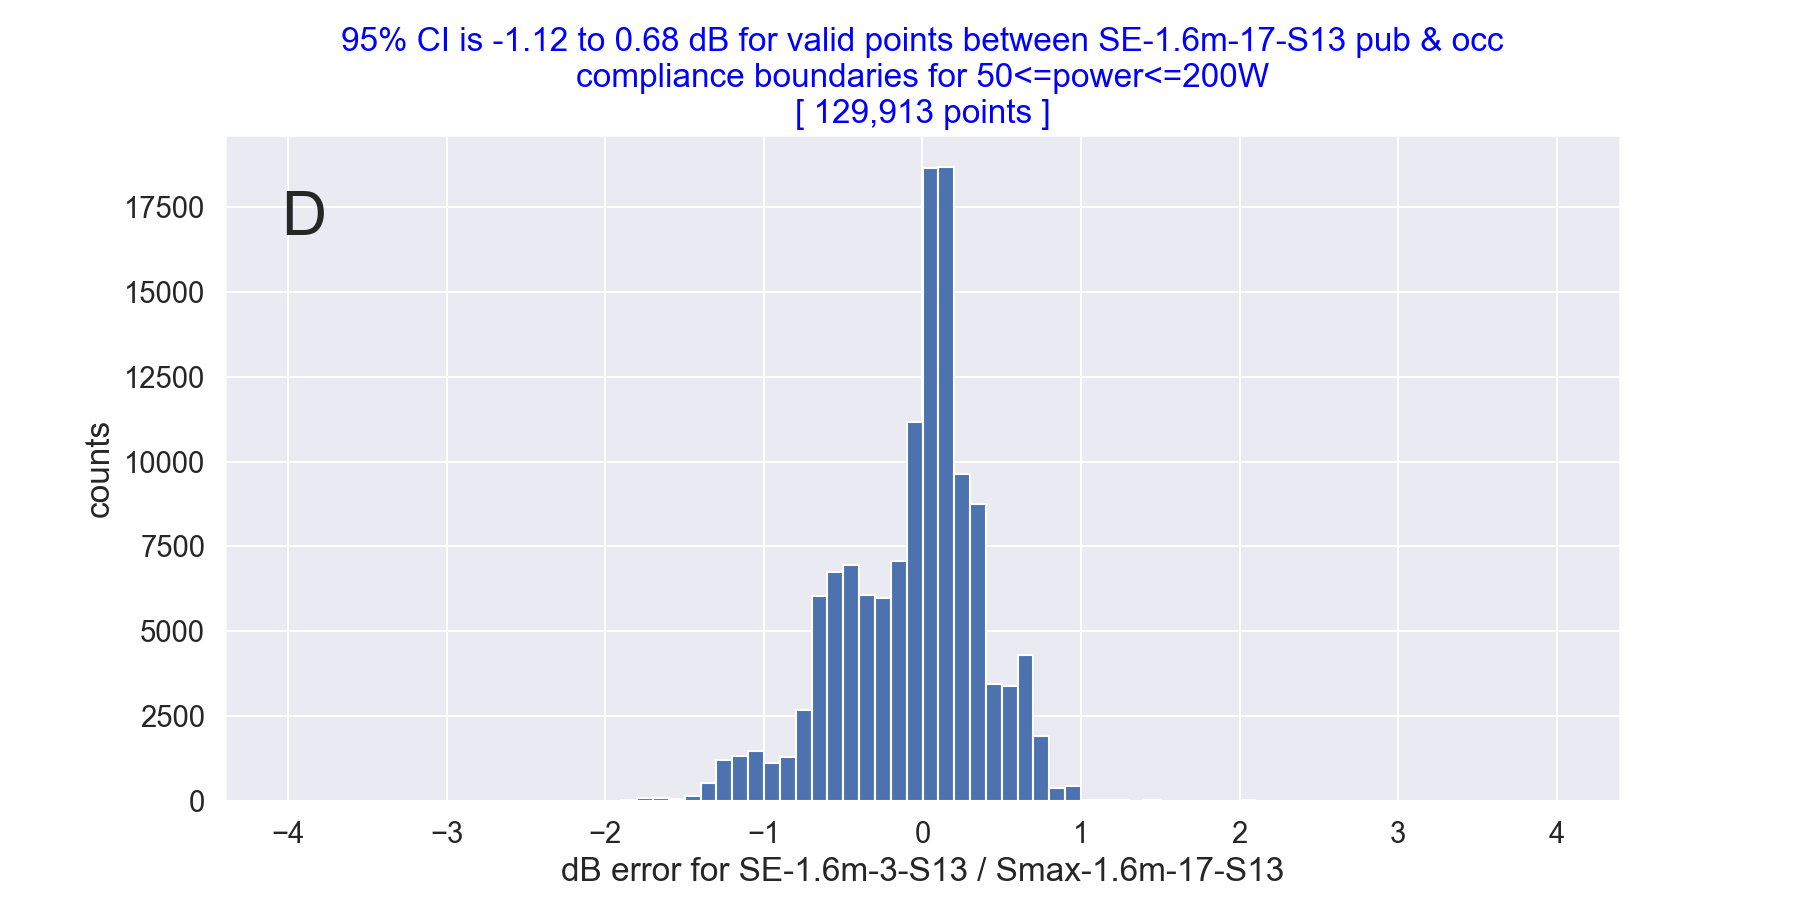 95% CI is -1.12 to 0.68 dB for valid points between SE-1.6m-17-S13 pub & occ
compliance boundaries for 50<=power<=200W
[ 129,913 points ]
D
17500
15000
12500
10000
7500
5000
2500
0
counts
−4 −3 −2 −1 0 1 2 3 4
dB error for SE-1.6m-3-S13 / Smax-1.6m-17-S13